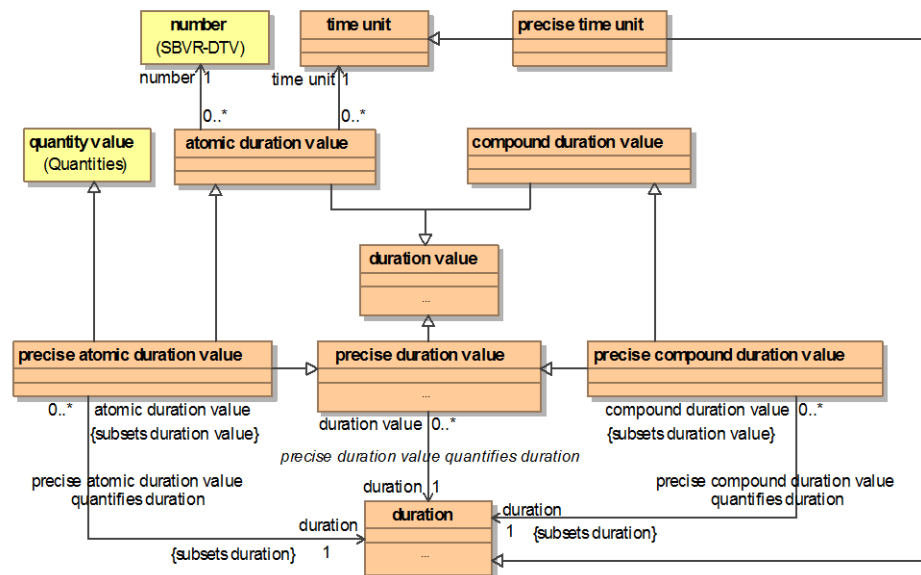 number
(SBVR-DTV)
time unit
precise time unit
number 1
time unit 1
0..*
0..*
quantity value
(Quantities)
atomic duration value
compound duration value
duration value
...
precise atomic duration value
precise duration value
...
precise compound duration value
0..* atomic duration value
{subsets duration value}
duration value 0..*
compound duration value 0..*
{subsets duration value}
precise duration value quantifies duration
precise atomic duration value
quantifies duration
precise compound duration value
quantifies duration
duration 1
duration
{subsets duration} 1
duration
...
duration
1 {subsets duration}